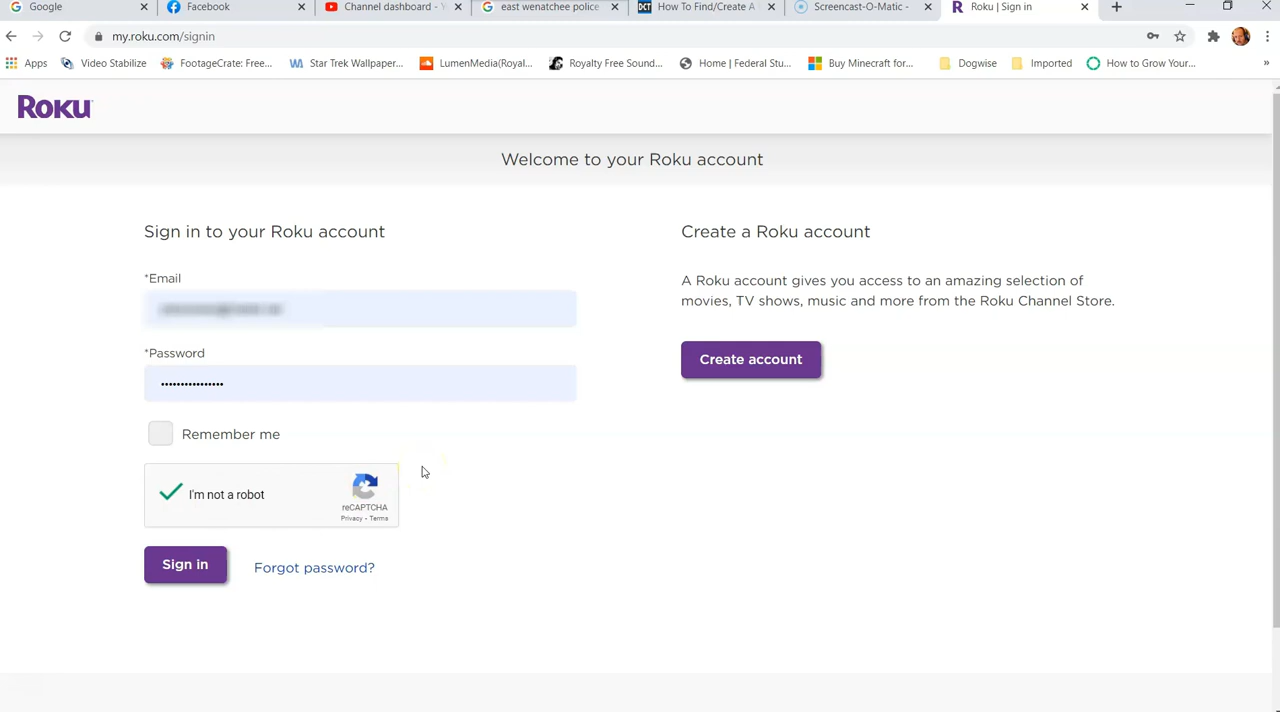 Google
Facebook
Channel dashboard - Y
east wenatchee police
How To Find/Create A
Screencast-O-Matic -
Roku | Sign in
my.roku.com/signin
Apps
Video Stabilize
FootageCrate: Free...
Star Trek Wallpaper...
LumenMedia(Royal...
Royalty Free Sound...
Home | Federal Stu...
Buy Minecraft for...
Dogwise
Imported
How to Grow Your...
Roku
Welcome to your Roku account
Sign in to your Roku account
*Email
*Password
Remember me
I'm not a robot
reCAPTCHA
Privacy - Terms
Sign in
Forgot password?
Create a Roku account
A Roku account gives you access to an amazing selection of
movies, TV shows, music and more from the Roku Channel Store.
Create account